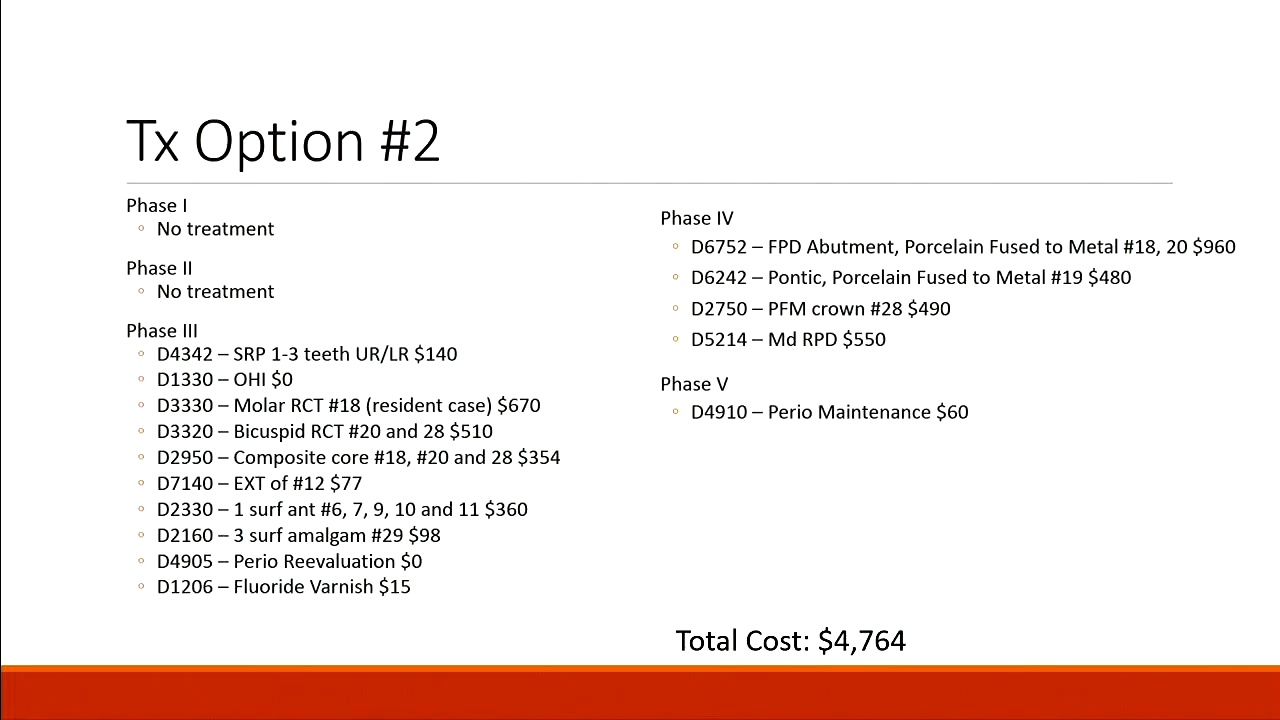 Tx Option #2
Phase I
◦ No treatment
Phase II
◦ No treatment
Phase III
◦ D4342 – SRP 1-3 teeth UR/LR $140
◦ D1330 – OHI $0
◦ D3330 – Molar RCT #18 (resident case) $670
◦ D3320 – Bicuspid RCT #20 and 28 $510
◦ D2950 – Composite core #18, #20 and 28 $354
◦ D7140 – EXT of #12 $77
◦ D2330 – 1 surf ant #6, 7, 9, 10 and 11 $360
◦ D2160 – 3 surf amalgam #29 $98
◦ D4905 – Perio Reevaluation $0
◦ D1206 – Fluoride Varnish $15
Phase IV
◦ D6752 – FPD Abutment, Porcelain Fused to Metal #18, 20 $960
◦ D6242 – Pontic, Porcelain Fused to Metal #19 $480
◦ D2750 – PFM crown #28 $490
◦ D5214 – Md RPD $550
Phase V
◦ D4910 – Perio Maintenance $60
Total Cost: $4,764